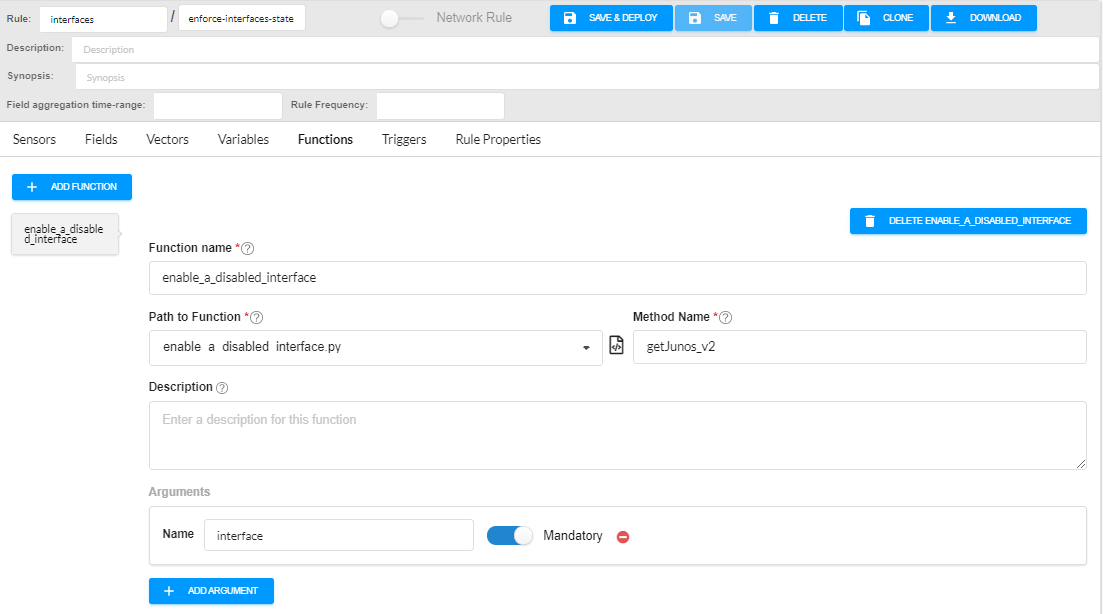 Rule: interfaces / enforce-interfaces-state Network Rule SAVE & DEPLOY SAVE DELETE CLONE DOWNLOAD
Description: Description
Synopsis: Synopsis
Field aggregation time-range: Rule Frequency:
Sensors Fields Vectors Variables Functions Triggers Rule Properties
+ ADD FUNCTION
enable_a_disable
d_interface
DELETE ENABLE_A_DISABLED_INTERFACE
Function name * ?
enable_a_disabled_interface
Path to Function * ? Method Name * ?
enable_a_disabled_interface.py getJunos_v2
Description ?
Enter a description for this function
Arguments
Name interface Mandatory
+ ADD ARGUMENT